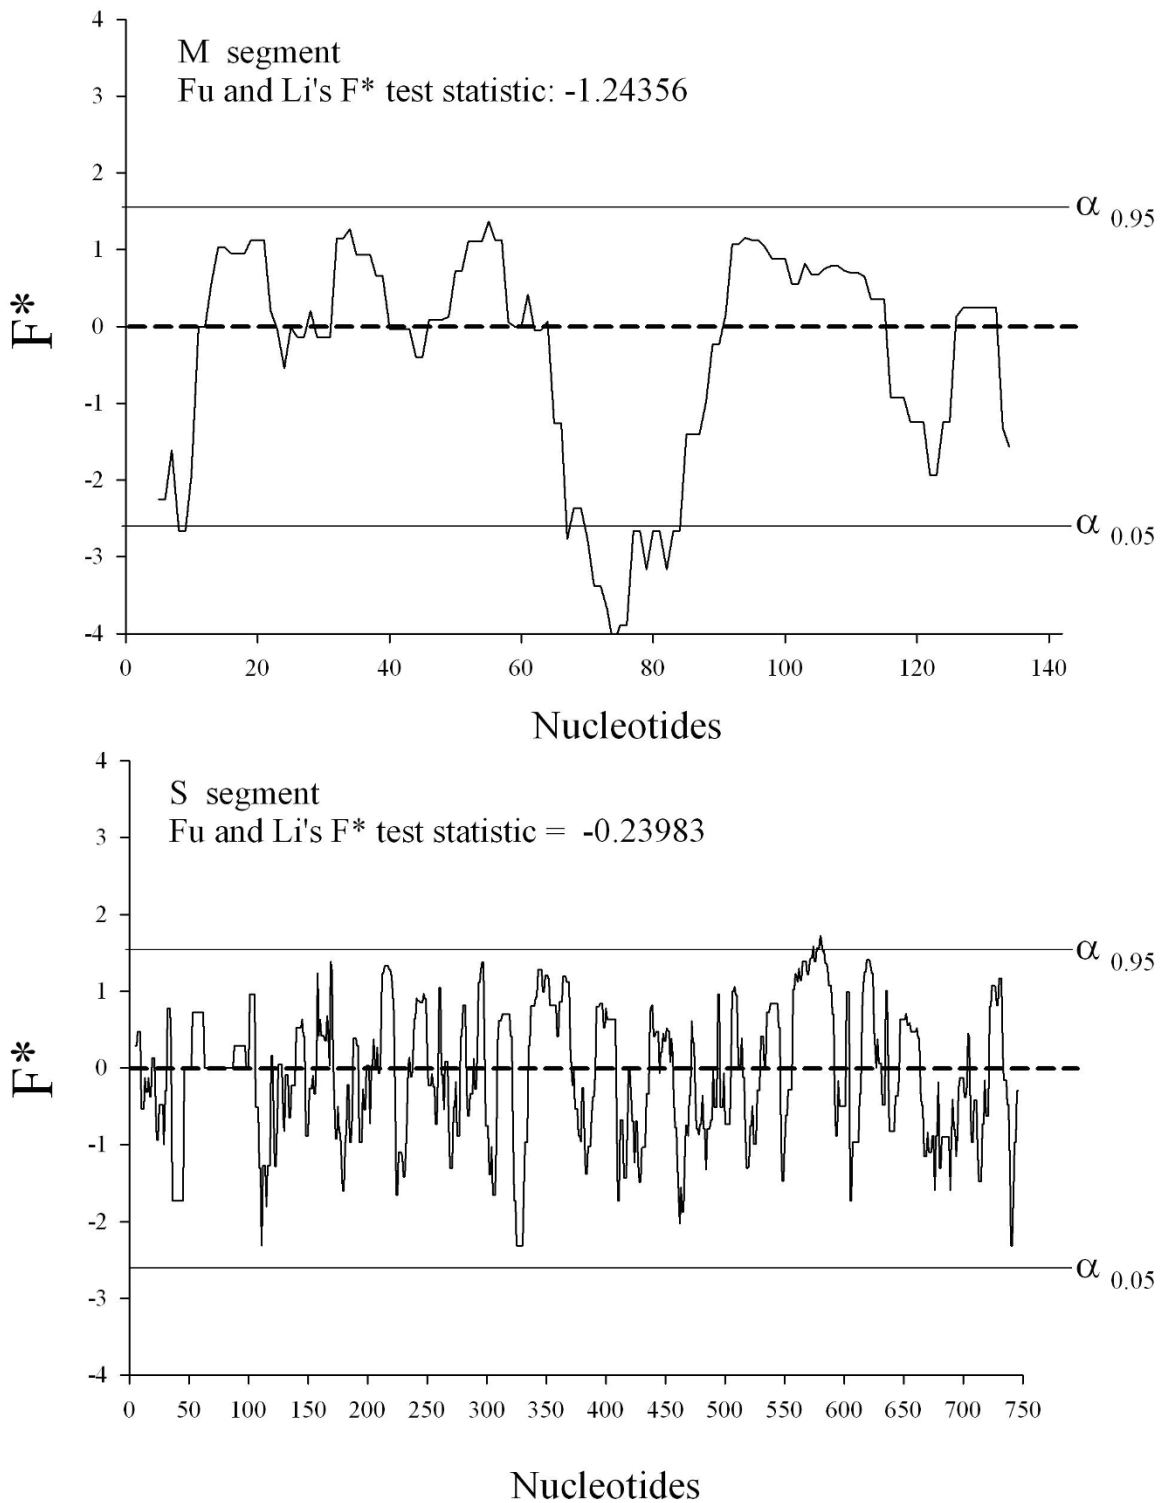 4
M segment
Fu and Li's F* test statistic: -1.24356
3
2
α 0.95
1
F*
0
-1
-2
α 0.05
-3
-4
0 20 40 60 80 100 120 140
Nucleotides
4
S segment
Fu and Li's F* test statistic = -0.23983
3
2
α 0.95
1
F*
0
-1
-2
α 0.05
-3
-4
0 50 100 150 200 250 300 350 400 450 500 550 600 650 700 750
Nucleotides